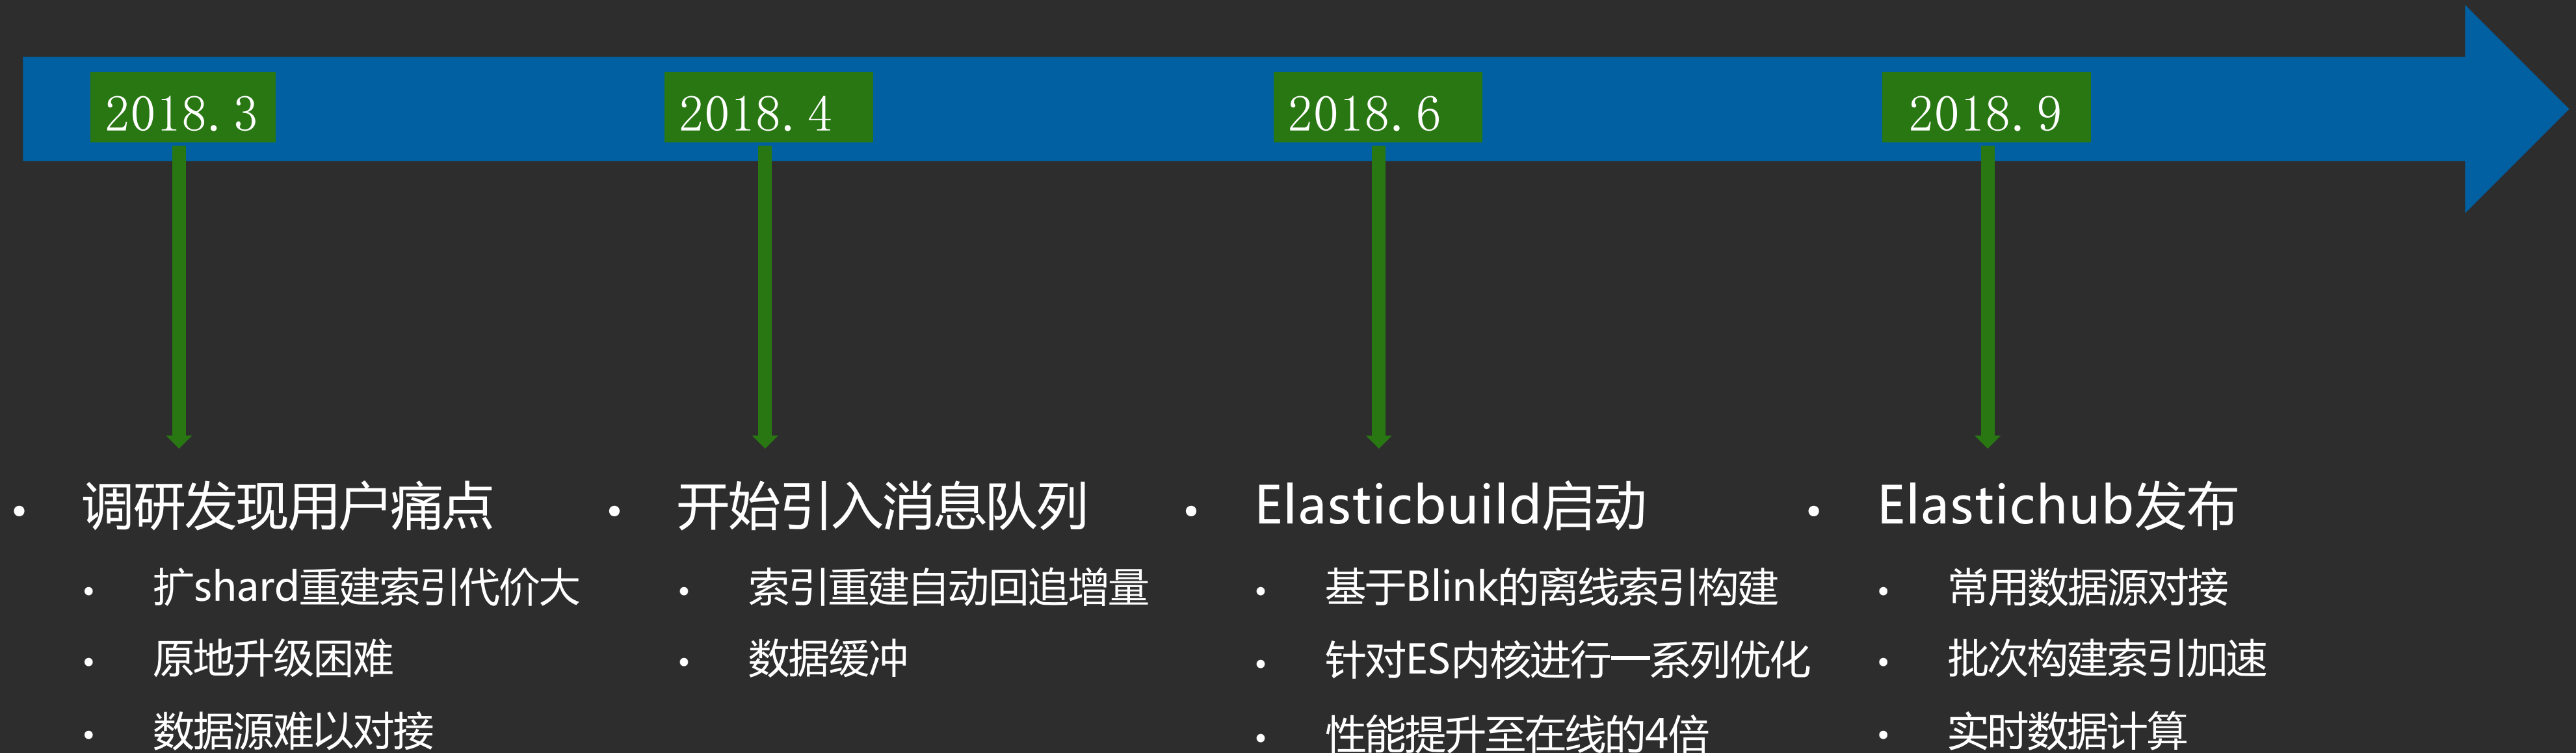 2018.3
2018.4
2018.6
2018.9
• 调研发现用户痛点
• 扩shard重建索引代价大
• 原地升级困难
• 数据源难以对接
• 开始引入消息队列
• 索引重建自动回追增量
• 数据缓冲
• Elasticbuild启动
• 基于Blink的离线索引构建
• 针对ES内核进行一系列优化
• 性能提升至在线的4倍
• Elastichub发布
• 常用数据源对接
• 批次构建索引加速
• 实时数据计算